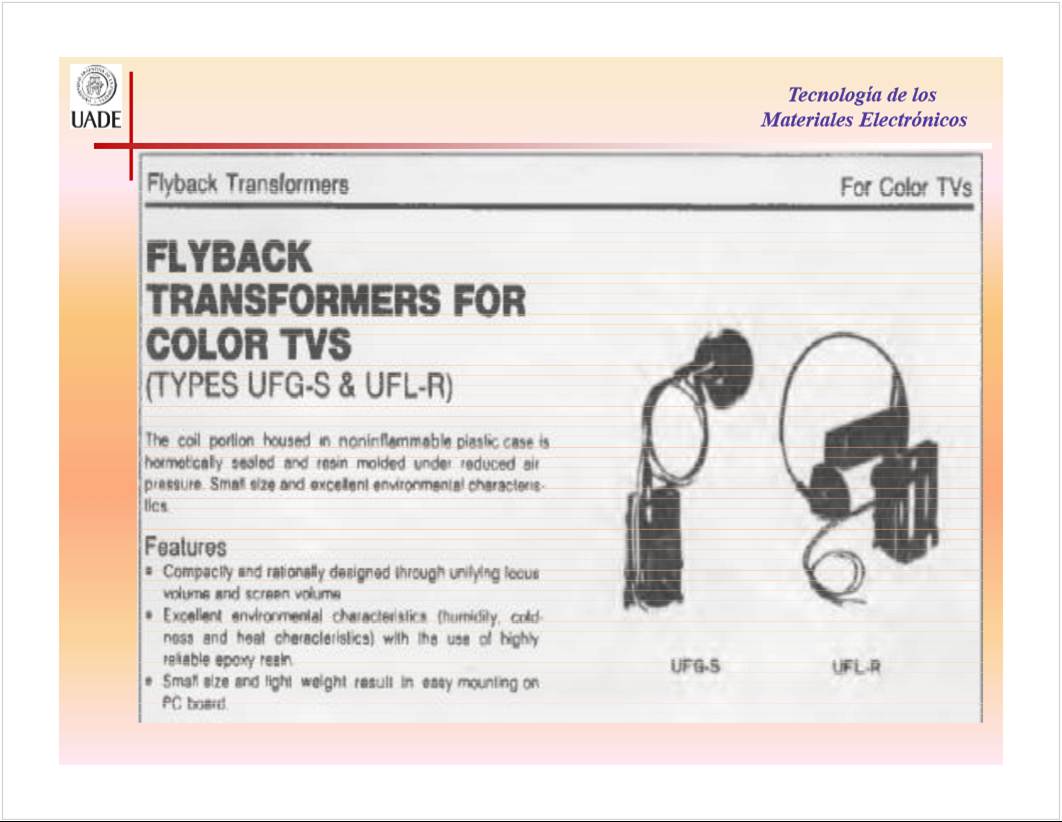 UADE
Tecnología de los
Materiales Electrónicos
Flyback Transformers
For Color TVs
FLYBACK
TRANSFORMERS FOR
COLOR TVS
(TYPES UFG-S & UFL-R)
The coil portion housed in noninflammable plastic case is
hermetically sealed and resin molded under reduced air
pressure. Small size and excellent environmental characteris-
tics.
Features
Compactly and rationally designed through unifying focus
volume and screen volume
Excellent environmental characteristics (humidity, cold-
ness and heat characteristics) with the use of highly
reliable epoxy resin.
Small size and light weight result in easy mounting on
PC board.
UFG-S
UFL-R